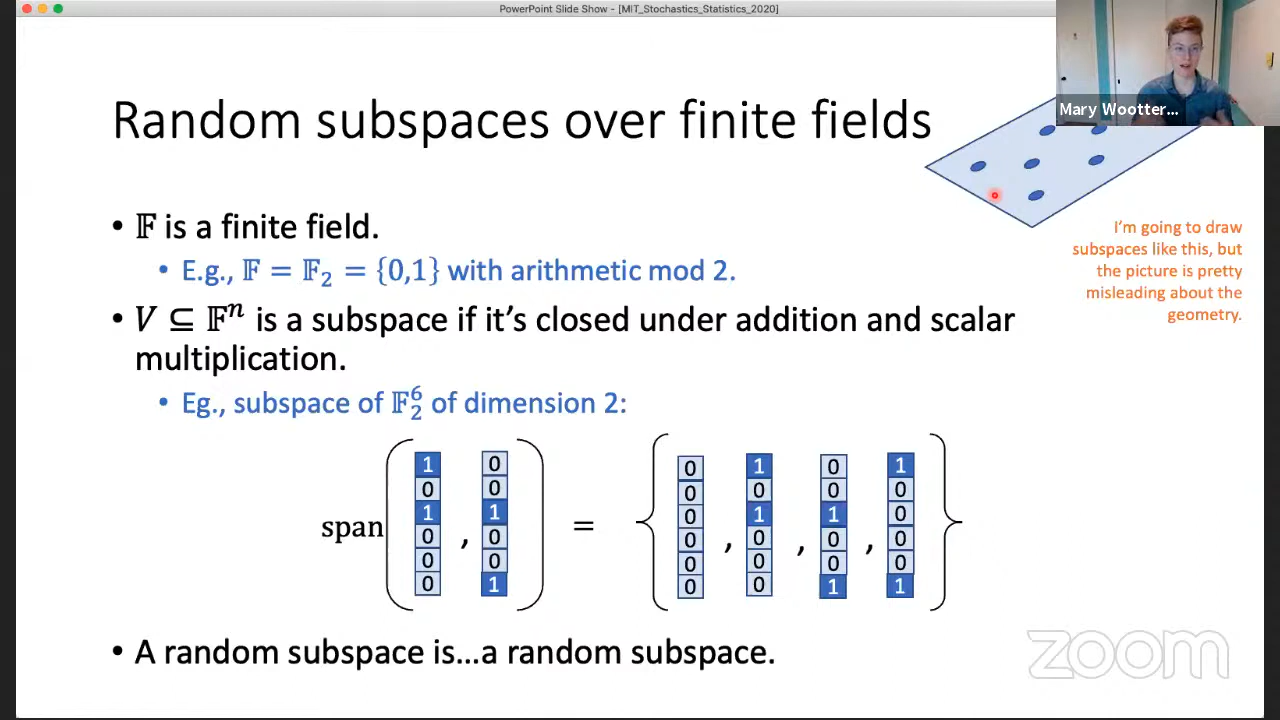 PowerPoint Slide Show - [MIT_Stochastics_Statistics_2020]
Mary Wootter...
Random subspaces over finite fields
I'm going to draw
subspaces like this, but
the picture is pretty
misleading about the
geometry.
• 𝔽 is a finite field.
• E.g., 𝔽 = 𝔽₂ = {0,1} with arithmetic mod 2.
• V ⊆ 𝔽ⁿ is a subspace if it's closed under addition and scalar
multiplication.
• Eg., subspace of 𝔽₂⁶ of dimension 2:
1 0 0 1 0 1
0 0 0 0 0 0
1 1 0 1 1 0
span( 0 , 0 ) = { 0 , 0 , 0 , 0 }
0 0 0 0 0 0
0 1 0 0 1 1
• A random subspace is...a random subspace.
zoom